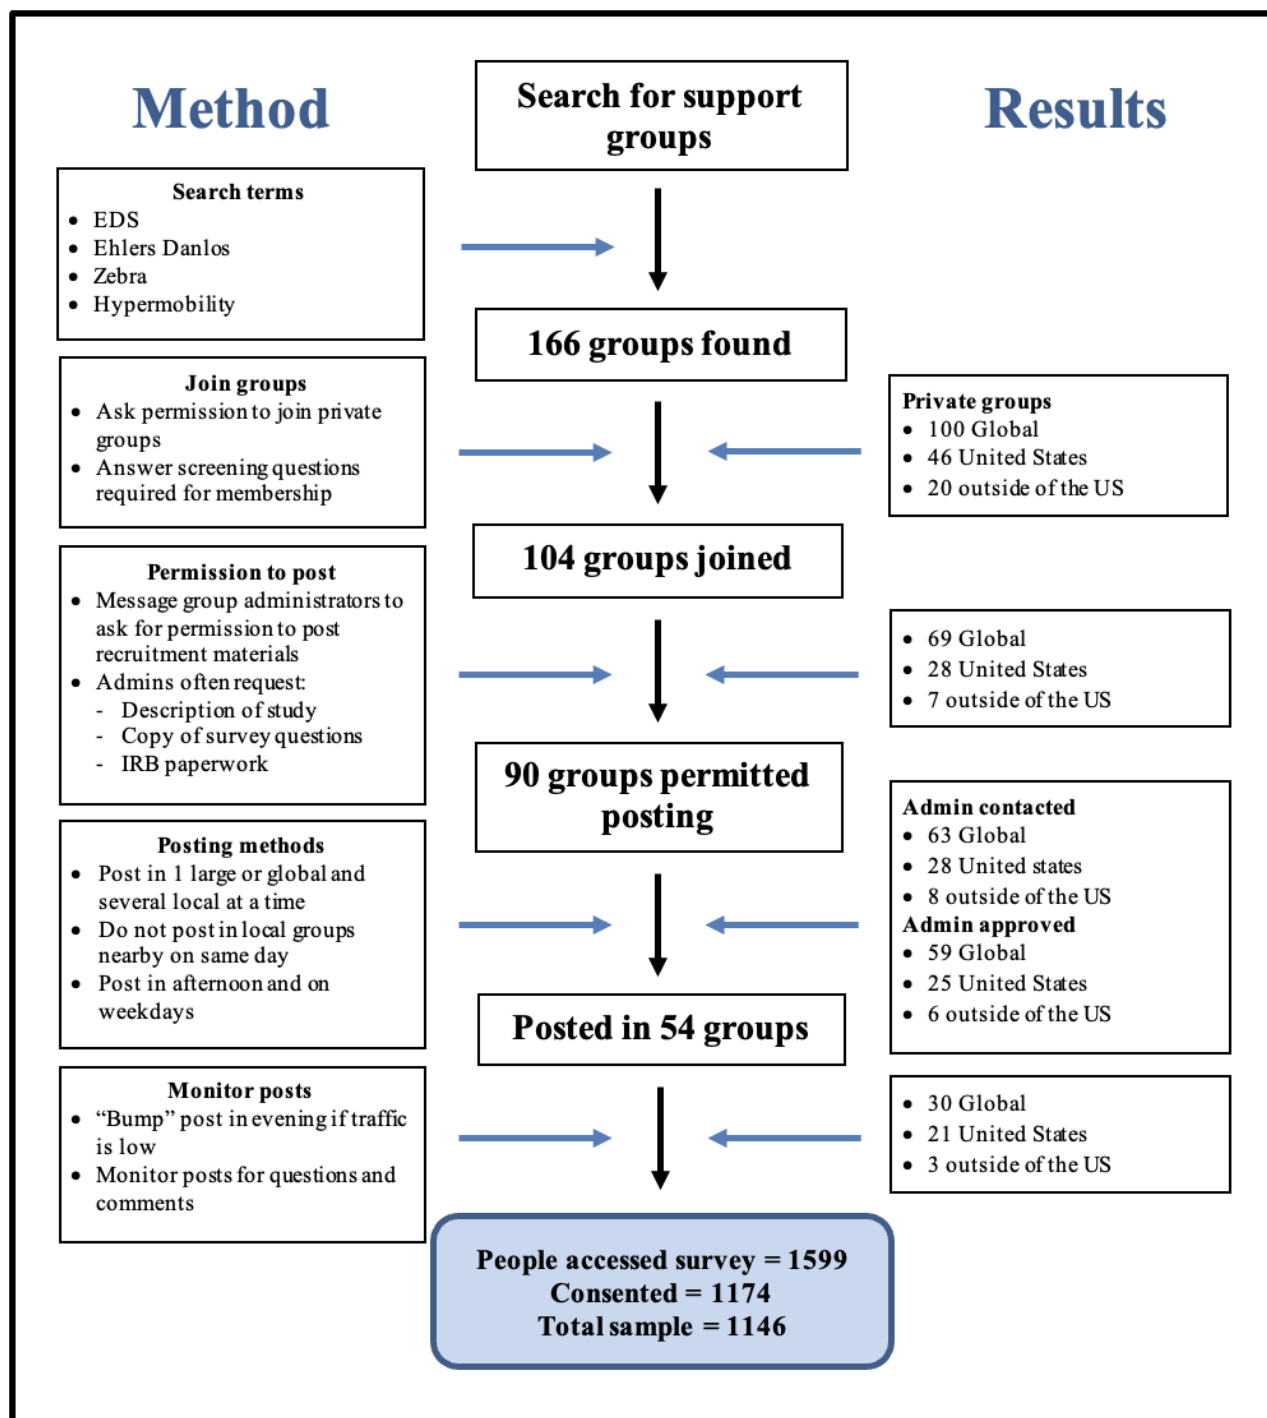 Method
Results
Search for support
groups
Search terms
• EDS
• Ehlers Danlos
• Zebra
• Hypermobility
166 groups found
Join groups
• Ask permission to join private
groups
• Answer screening questions
required for membership
Private groups
• 100 Global
• 46 United States
• 20 outside of the US
104 groups joined
Permission to post
• Message group administrators to
ask for permission to post
recruitment materials
• Admins often request:
- Description of study
- Copy of survey questions
- IRB paperwork
• 69 Global
• 28 United States
• 7 outside of the US
90 groups permitted
posting
Posting methods
• Post in 1 large or global and
several local at a time
• Do not post in local groups
nearby on same day
• Post in afternoon and on
weekdays
Admin contacted
• 63 Global
• 28 United states
• 8 outside of the US
Admin approved
• 59 Global
• 25 United States
• 6 outside of the US
Posted in 54 groups
Monitor posts
• “Bump” post in evening if traffic
is low
• Monitor posts for questions and
comments
• 30 Global
• 21 United States
• 3 outside of the US
People accessed survey = 1599
Consented = 1174
Total sample = 1146